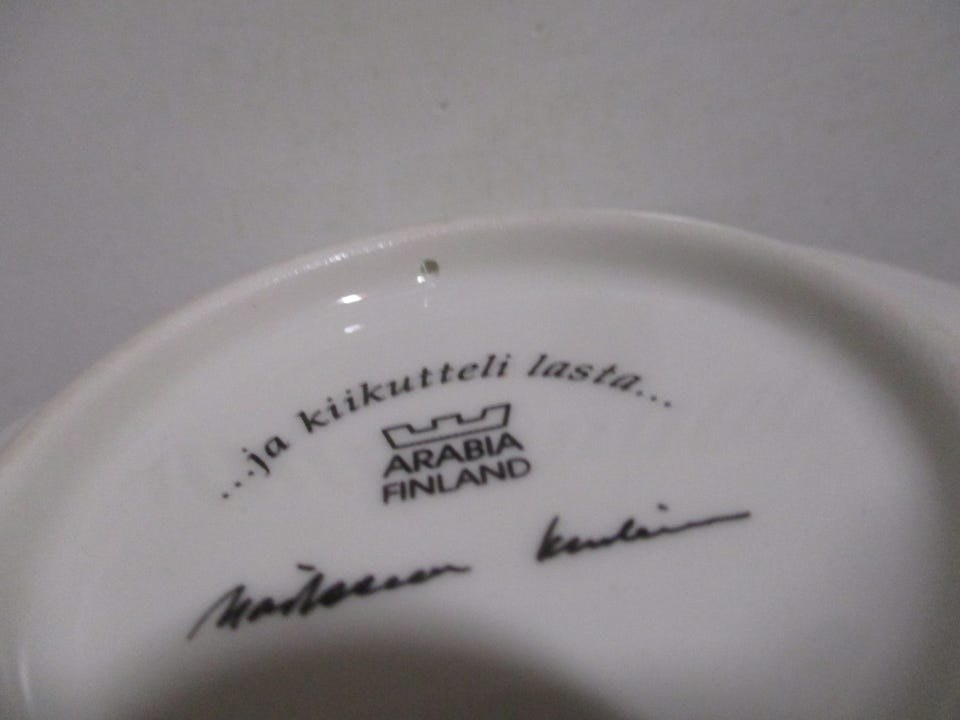 ...ja kiikutteli lasta...
ARABIA
FINLAND